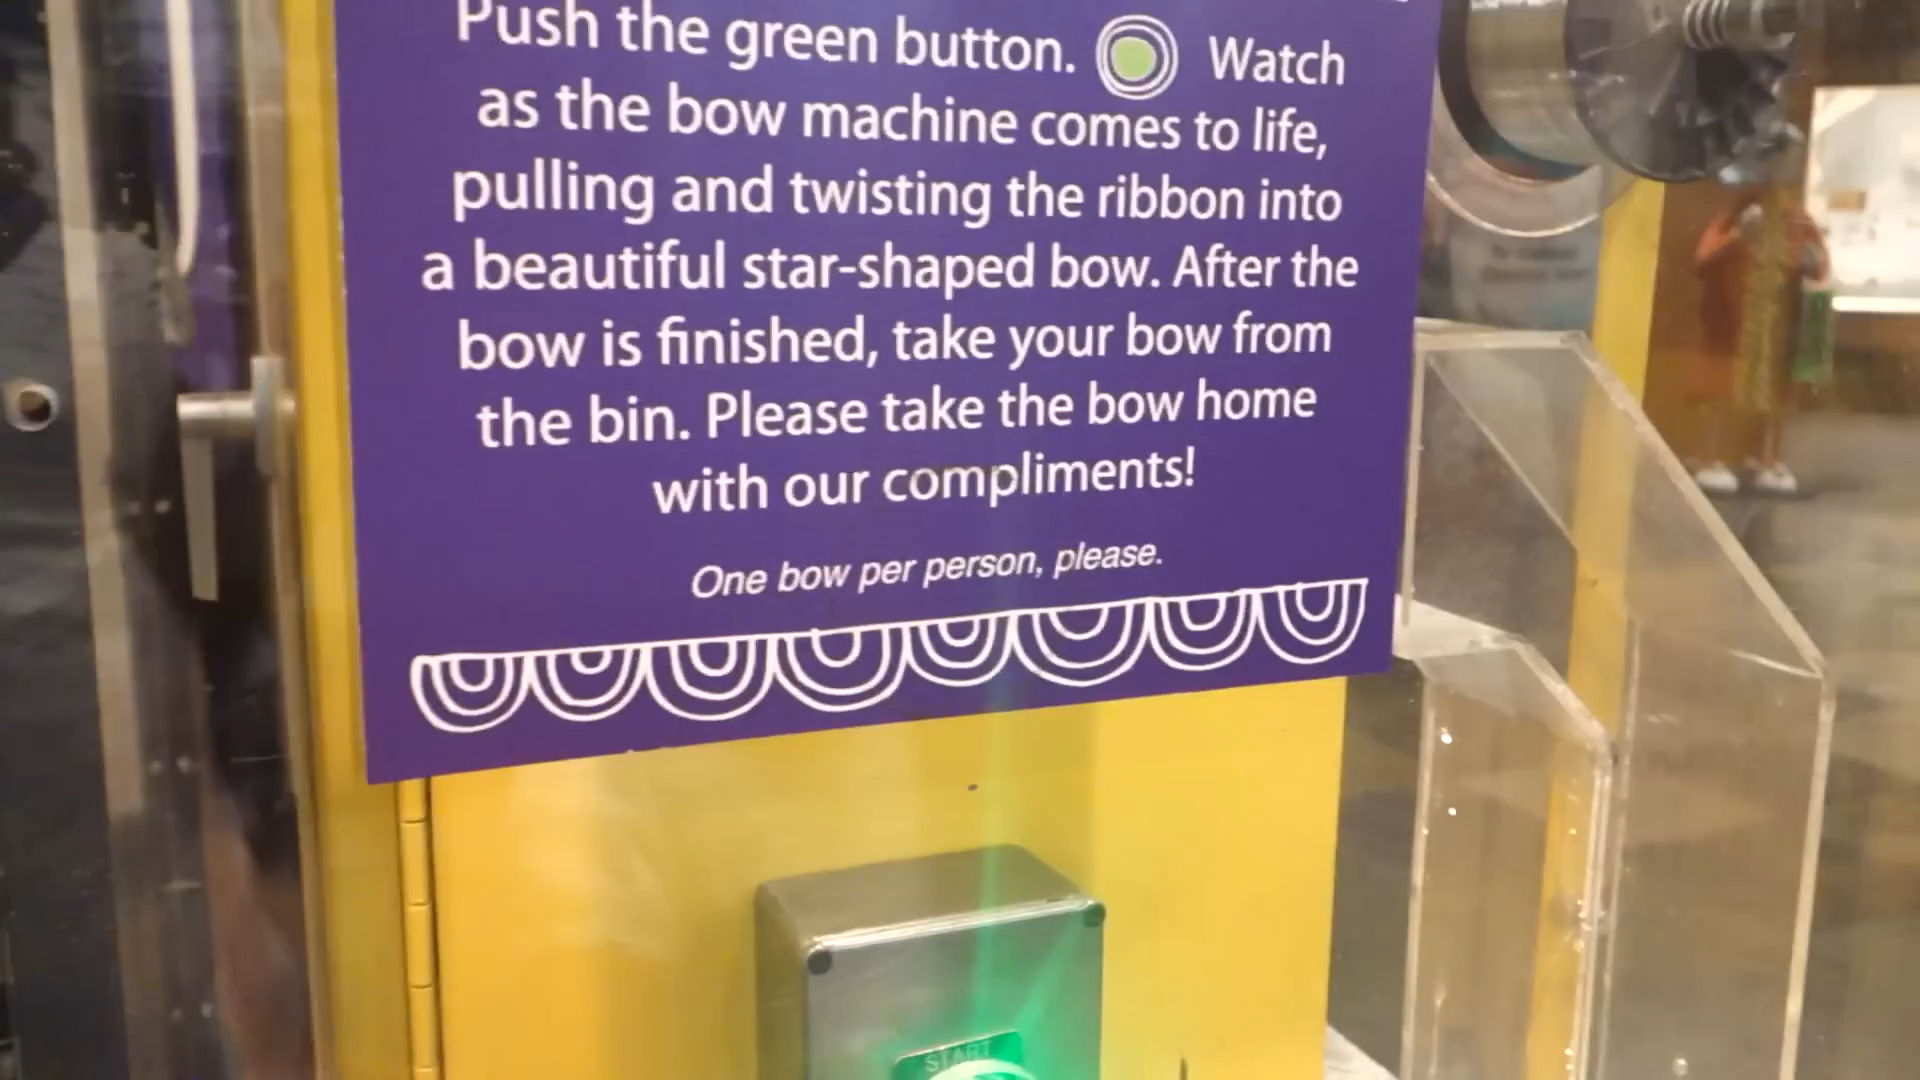 Push the green button. Watch
as the bow machine comes to life,
pulling and twisting the ribbon into
a beautiful star-shaped bow. After the
bow is finished, take your bow from
the bin. Please take the bow home
with our compliments!
One bow per person, please.
START